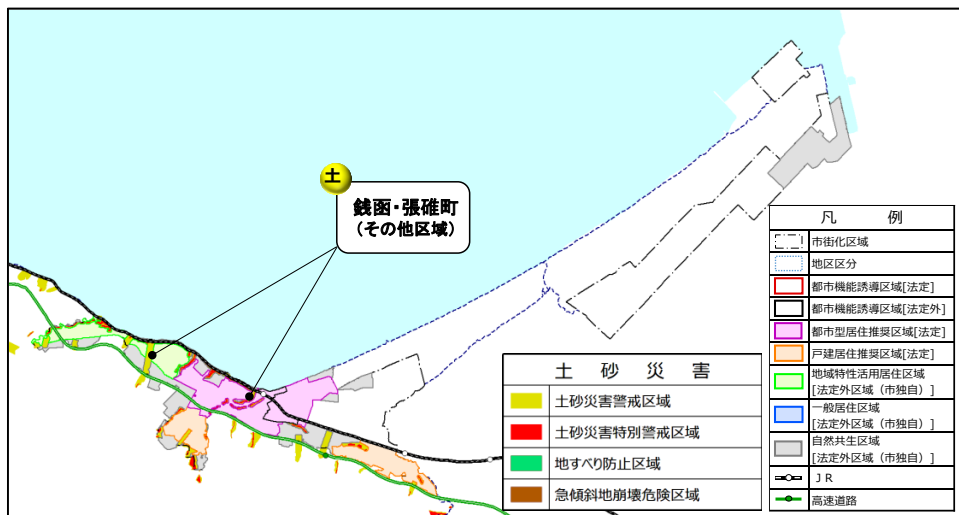 土
銭函・張碓町
（その他区域）
土 砂 災 害
土砂災害警戒区域
土砂災害特別警戒区域
地すべり防止区域
急傾斜地崩壊危険区域
凡 例
市街化区域
地区区分
都市機能誘導区域[法定]
都市機能誘導区域[法定外]
都市型居住推奨区域[法定]
戸建居住推奨区域[法定]
地域特性活用居住区域
[法定外区域（市独自）]
一般居住区域
[法定外区域（市独自）]
自然共生区域
[法定外区域（市独自）]
ＪＲ
高速道路